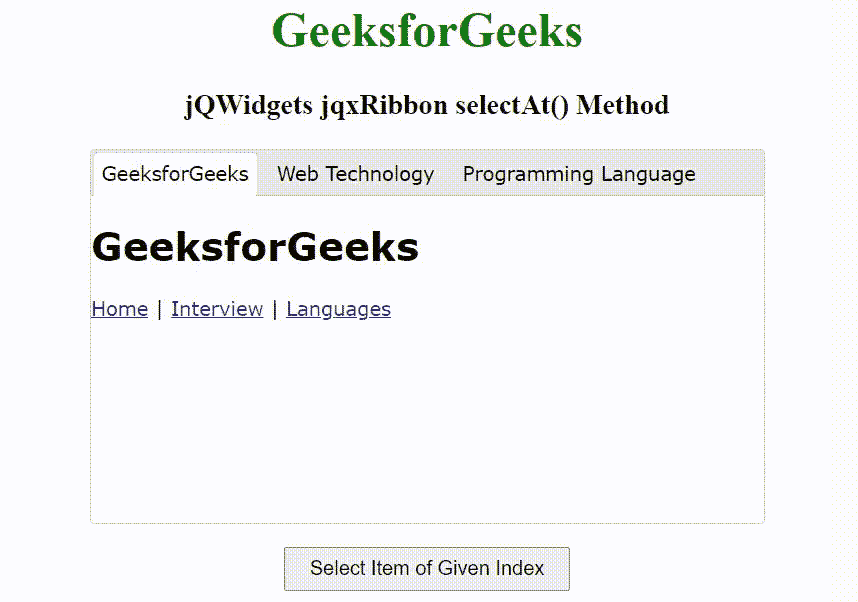 GeeksforGeeks
jQWidgets jqxRibbon selectAt() Method
GeeksforGeeks Web Technology Programming Language
GeeksforGeeks
Home | Interview | Languages
Select Item of Given Index